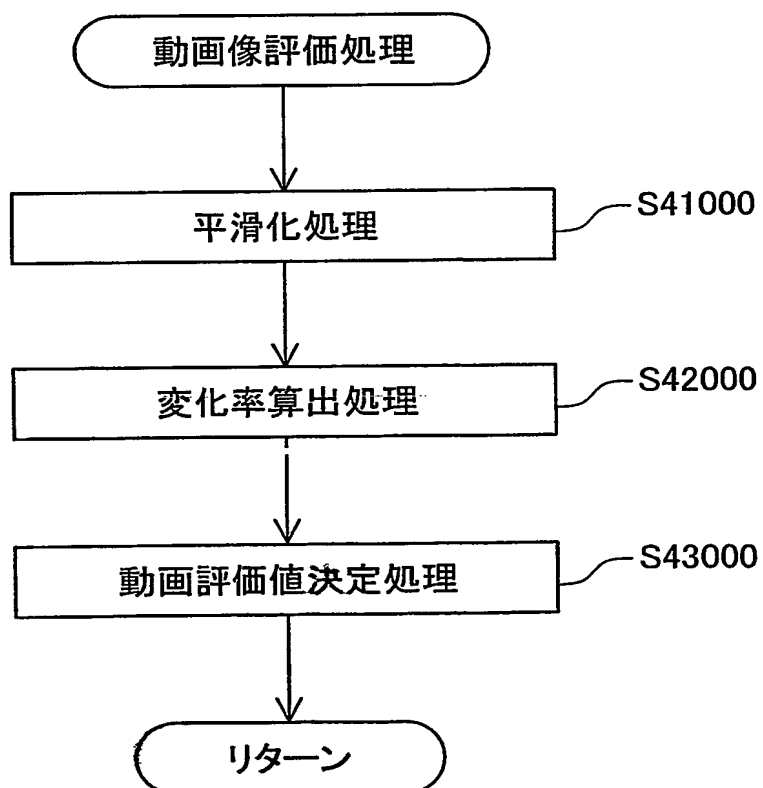 動画像評価処理
平滑化処理
S41000
変化率算出処理
S42000
動画評価値決定処理
S43000
リターン